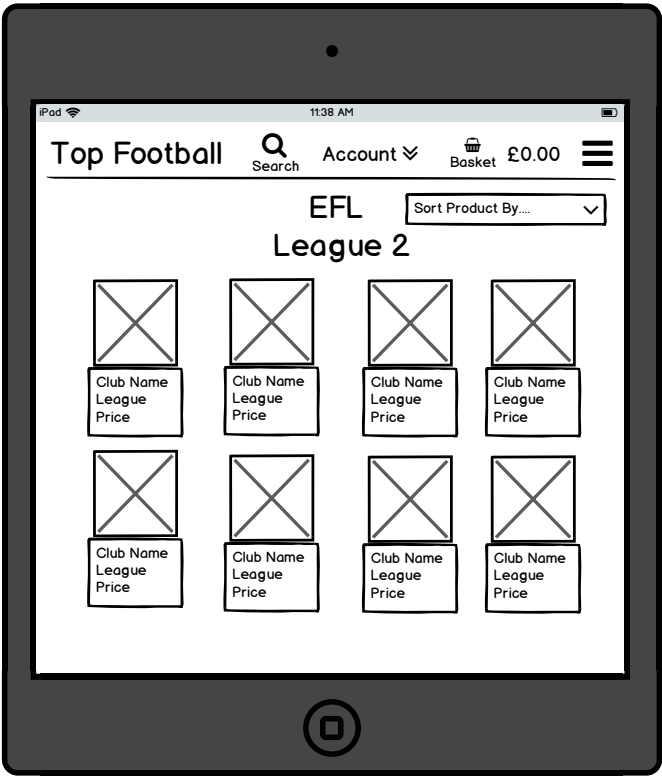 iPad 11:38 AM
Top Football Search Account Basket £0.00
EFL Sort Product By....
League 2
Club Name Club Name Club Name Club Name
League League League League
Price Price Price Price
Club Name Club Name Club Name Club Name
League League League League
Price Price Price Price